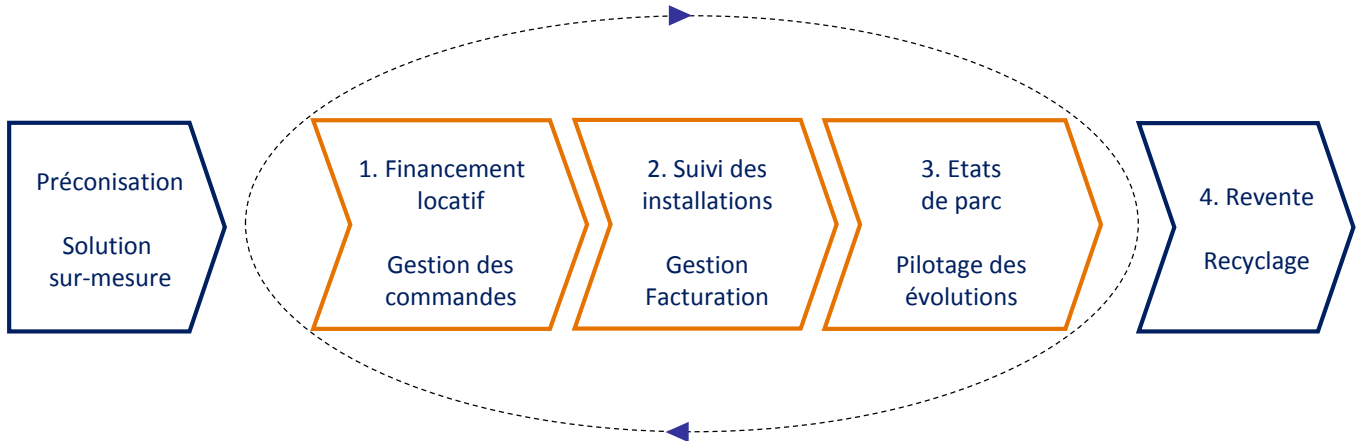 Préconisation
Solution
sur-mesure
1. Financement
locatif
Gestion des
commandes
2. Suivi des
installations
Gestion
Facturation
3. Etats
de parc
Pilotage des
évolutions
4. Revente
Recyclage